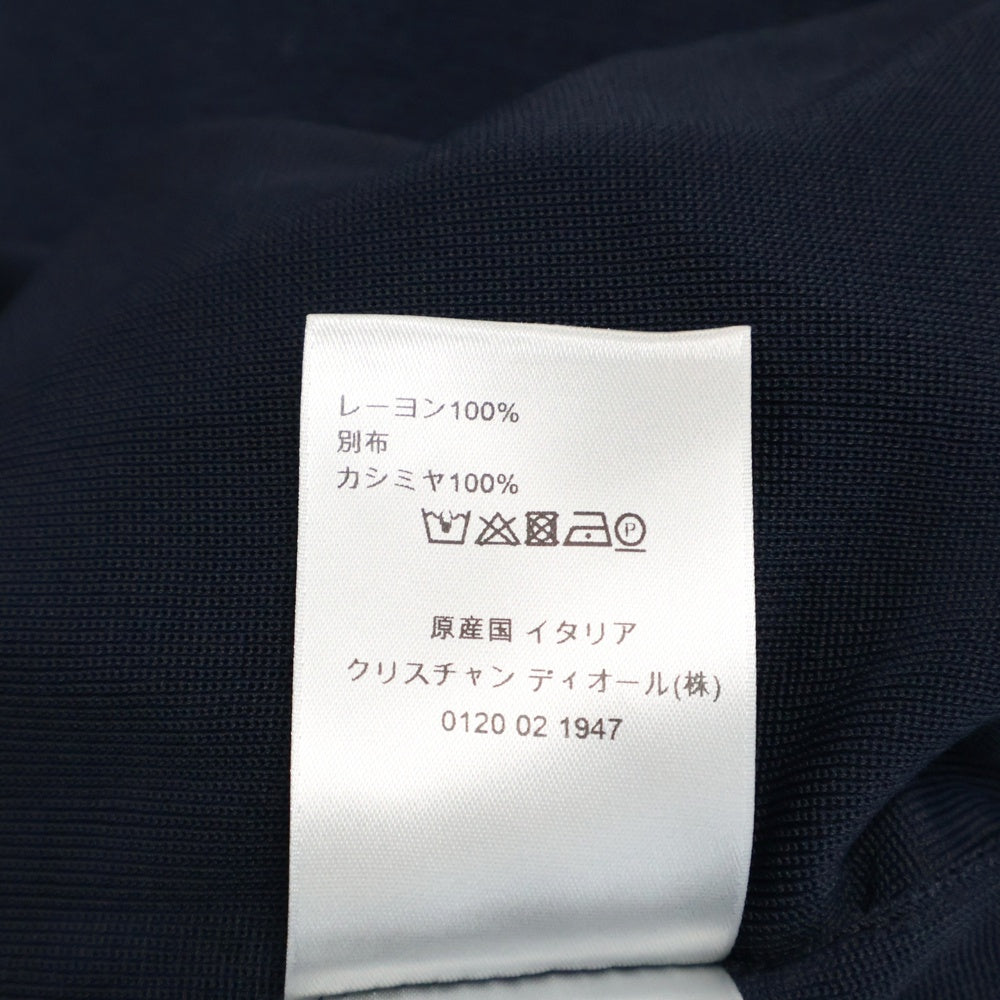 レーヨン100%
別布
カシミヤ100%
P
原産国 イタリア
クリスチャン ディオール(株)
0120 02 1947